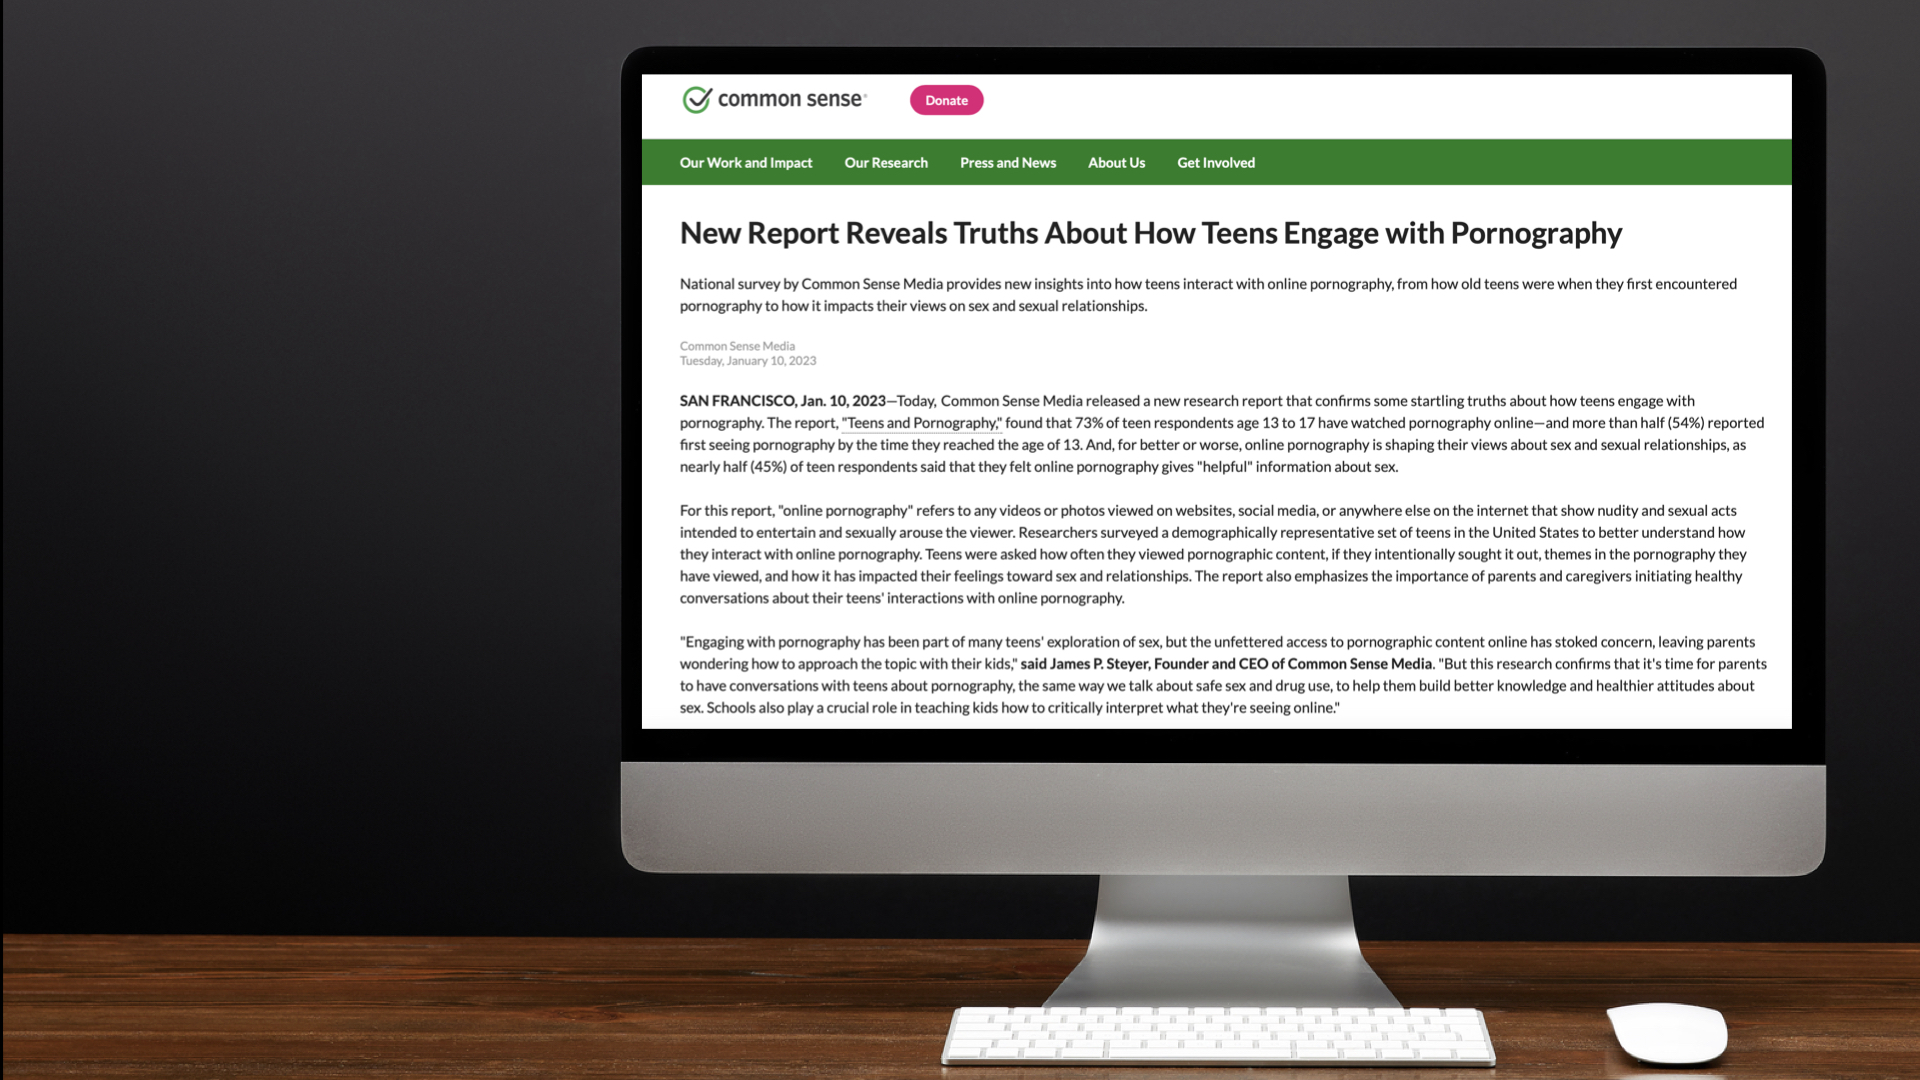 common sense
Donate
Our Work and Impact Our Research Press and News About Us Get Involved
New Report Reveals Truths About How Teens Engage with Pornography
National survey by Common Sense Media provides new insights into how teens interact with online pornography, from how old teens were when they first encountered
pornography to how it impacts their views on sex and sexual relationships.
Common Sense Media
Tuesday, January 10, 2023
SAN FRANCISCO, Jan. 10, 2023—Today, Common Sense Media released a new research report that confirms some startling truths about how teens engage with
pornography. The report, "Teens and Pornography," found that 73% of teen respondents age 13 to 17 have watched pornography online—and more than half (54%) reported
first seeing pornography by the time they reached the age of 13. And, for better or worse, online pornography is shaping their views about sex and sexual relationships, as
nearly half (45%) of teen respondents said that they felt online pornography gives "helpful" information about sex.
For this report, "online pornography" refers to any videos or photos viewed on websites, social media, or anywhere else on the internet that show nudity and sexual acts
intended to entertain and sexually arouse the viewer. Researchers surveyed a demographically representative set of teens in the United States to better understand how
they interact with online pornography. Teens were asked how often they viewed pornographic content, if they intentionally sought it out, themes in the pornography they
have viewed, and how it has impacted their feelings toward sex and relationships. The report also emphasizes the importance of parents and caregivers initiating healthy
conversations about their teens' interactions with online pornography.
"Engaging with pornography has been part of many teens' exploration of sex, but the unfettered access to pornographic content online has stoked concern, leaving parents
wondering how to approach the topic with their kids," said James P. Steyer, Founder and CEO of Common Sense Media. "But this research confirms that it's time for parents
to have conversations with teens about pornography, the same way we talk about safe sex and drug use, to help them build better knowledge and healthier attitudes about
sex. Schools also play a crucial role in teaching kids how to critically interpret what they're seeing online."